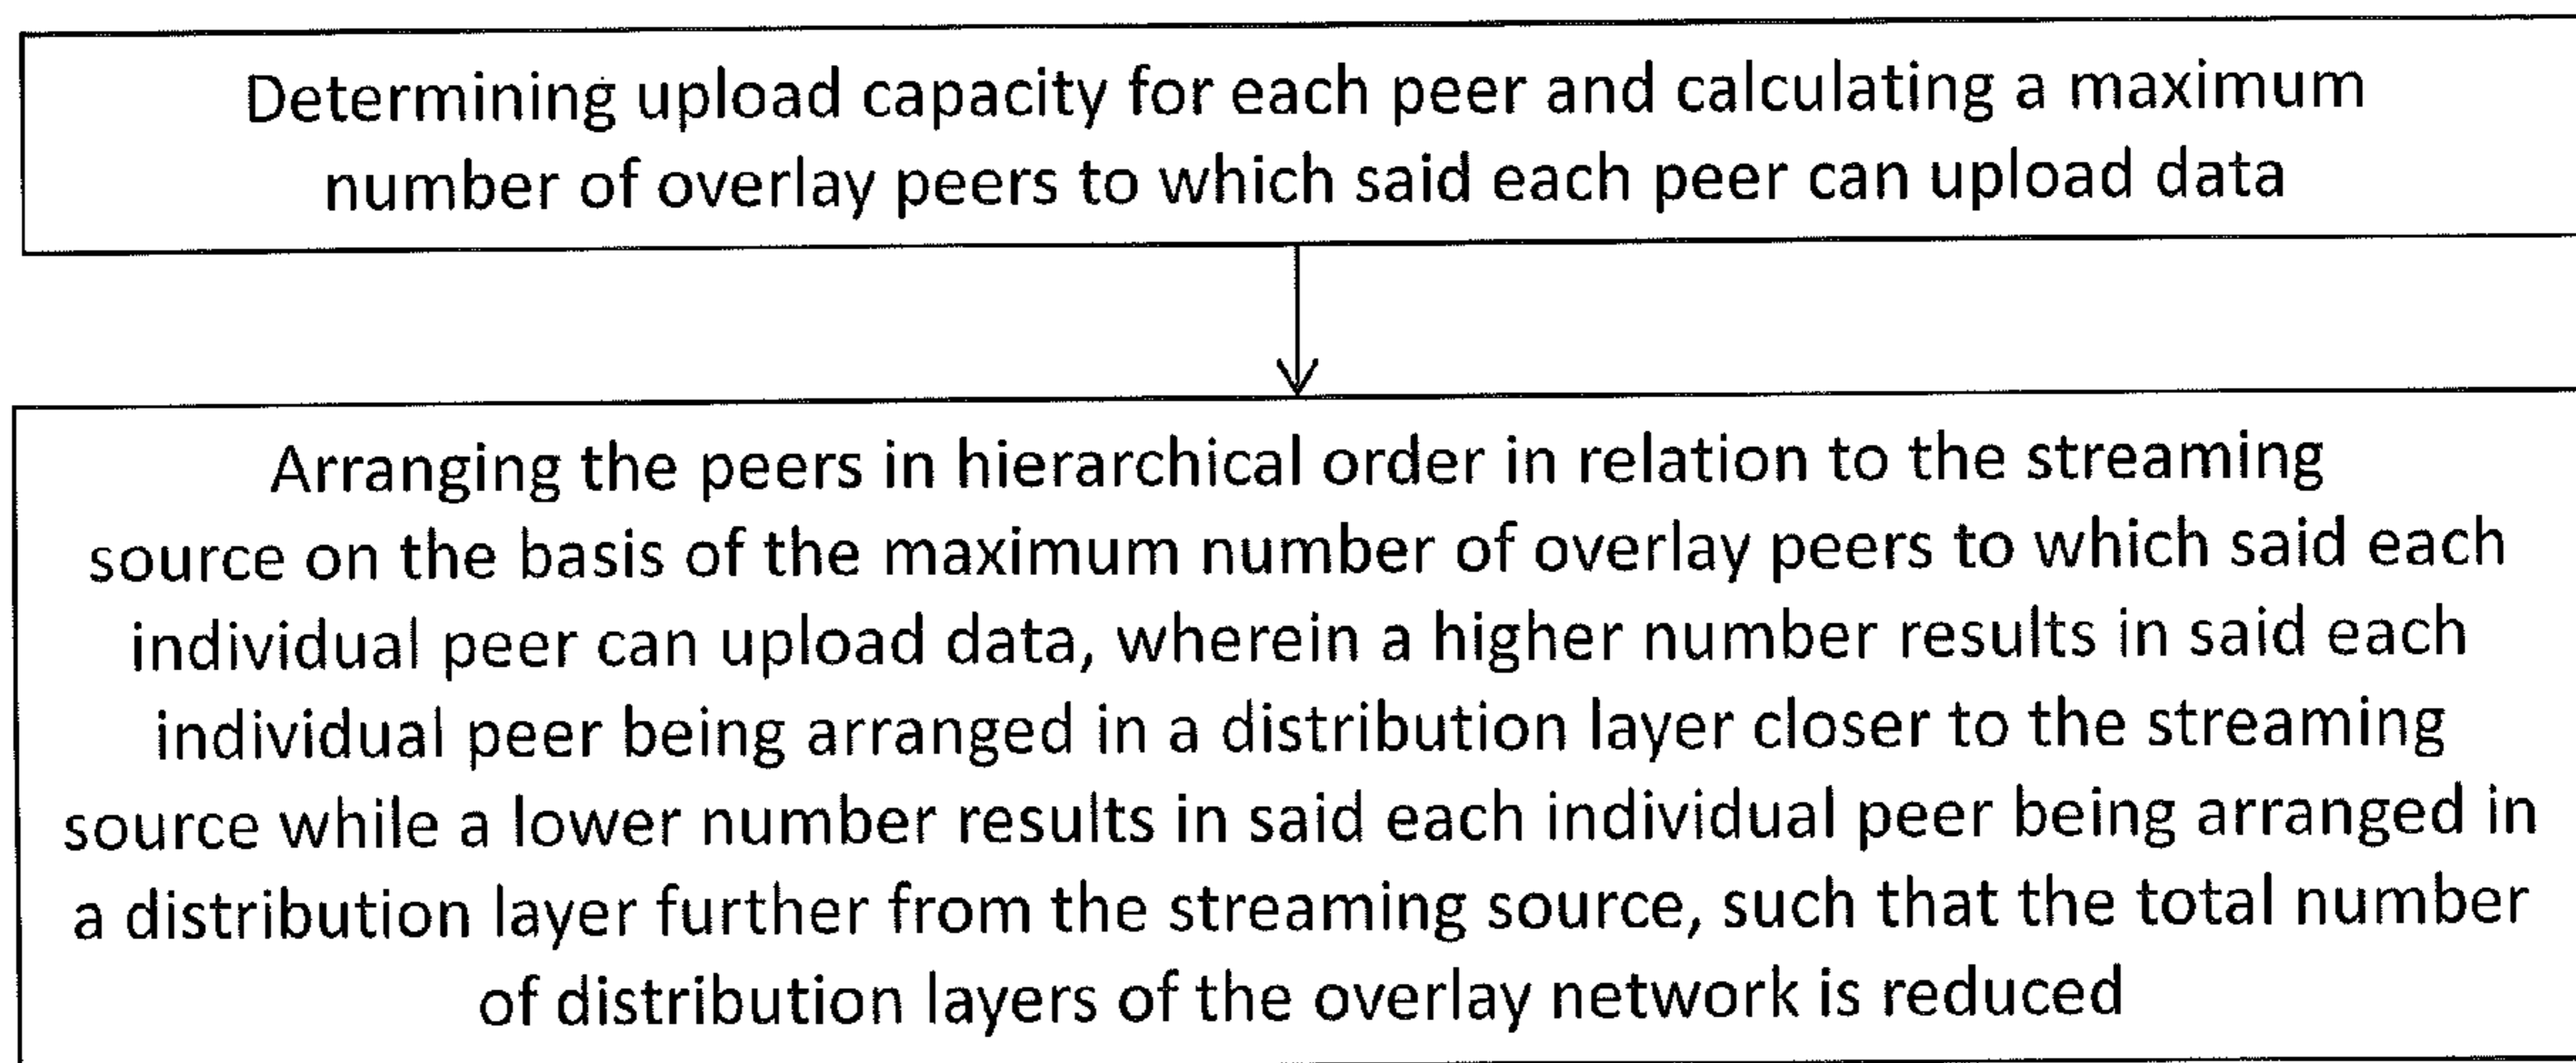 Determining upload capacity for each peer and calculating a maximum
number of overlay peers to which said each peer can upload data
Arranging the peers in hierarchical order in relation to the streaming
source on the basis of the maximum number of overlay peers to which said each
individual peer can upload data, wherein a higher number results in said each
individual peer being arranged in a distribution layer closer to the streaming
source while a lower number results in said each individual peer being arranged in
a distribution layer further from the streaming source, such that the total number
of distribution layers of the overlay network is reduced